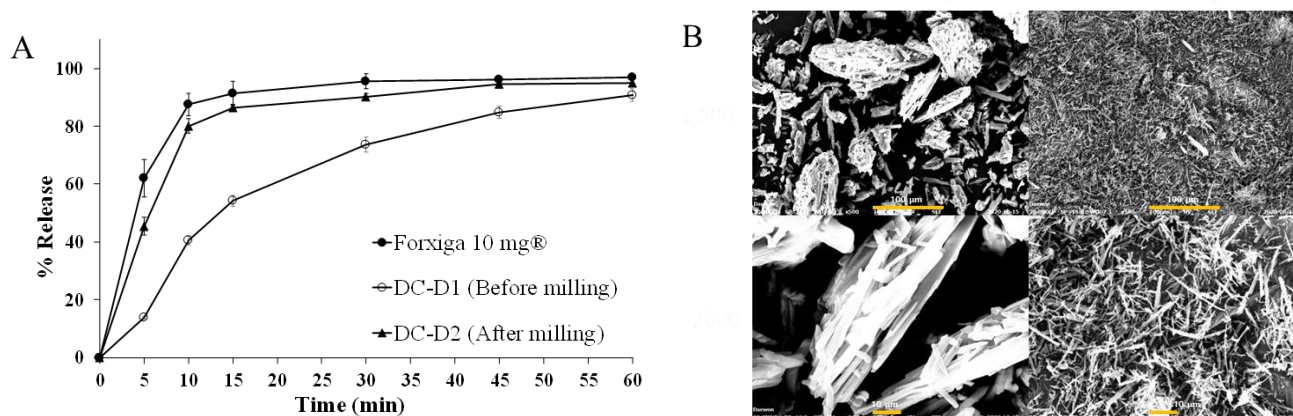 A
B
% Release
100
80
60
40
20
0
Forxiga 10 mg®
DC-D1 (Before milling)
DC-D2 (After milling)
0 5 10 15 20 25 30 35 40 45 50 55 60
Time (min)
x 500
2000
100 μm
100 μm
10 μm
10 μm